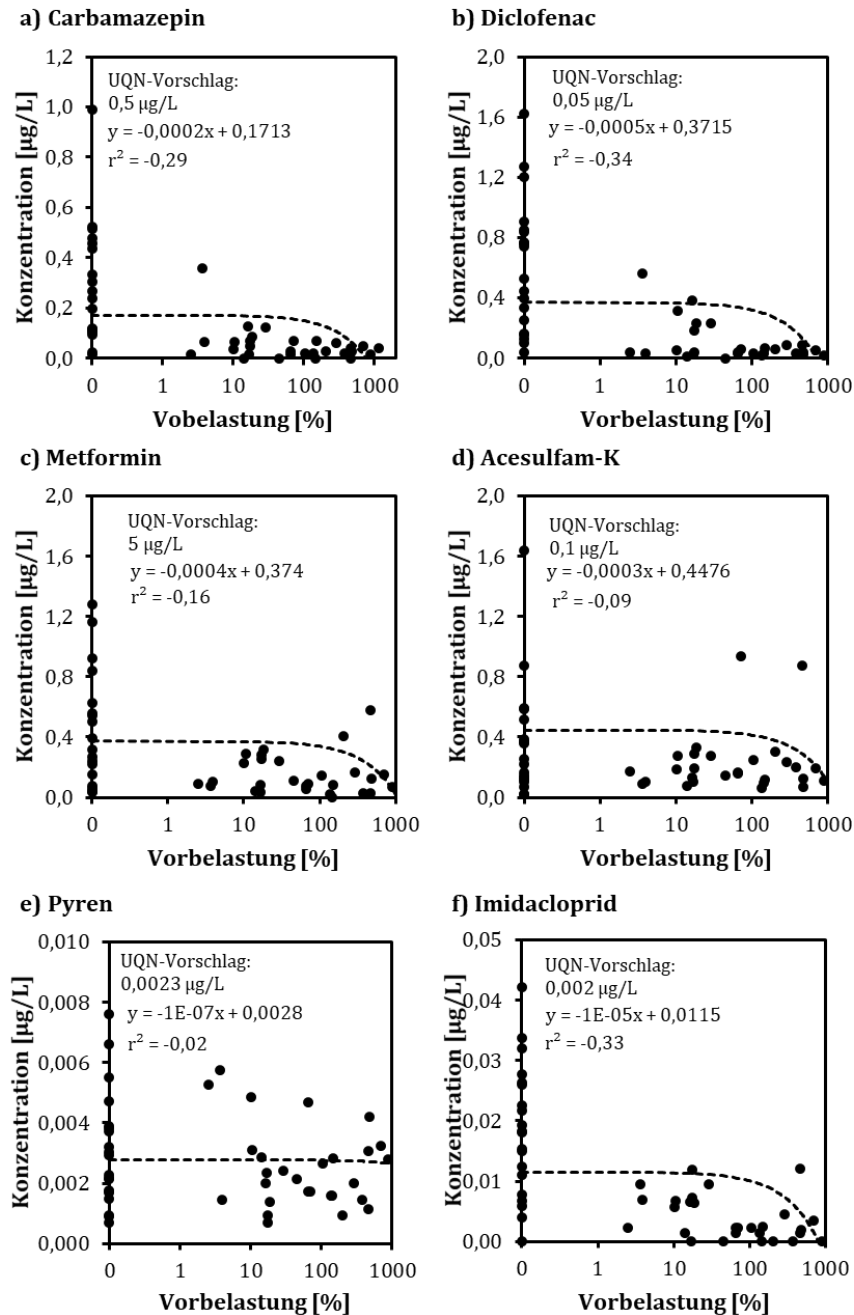 a) Carbamazepin
Konzentration [µg/L]
1,2
1,0
0,8
0,6
0,4
0,2
0,0
UQN-Vorschlag:
0,5 µg/L
y = -0,0002x + 0,1713
r² = -0,29
0 1 10 100 1000
Vobelastung [%]
b) Diclofenac
Konzentration [µg/L]
2,0
1,6
1,2
0,8
0,4
0,0
UQN-Vorschlag:
0,05 µg/L
y = -0,0005x + 0,3715
r² = -0,34
0 1 10 100 1000
Vorbelastung [%]
c) Metformin
Konzentration [µg/L]
2,0
1,6
1,2
0,8
0,4
0,0
UQN-Vorschlag:
5 µg/L
y = -0,0004x + 0,374
r² = -0,16
0 1 10 100 1000
Vorbelastung [%]
d) Acesulfam-K
Konzentration [µg/L]
2,0
1,6
1,2
0,8
0,4
0,0
UQN-Vorschlag:
0,1 µg/L
y = -0,0003x + 0,4476
r² = -0,09
0 1 10 100 1000
Vorbelastung [%]
e) Pyren
Konzentration [µg/L]
0,010
0,008
0,006
0,004
0,002
0,000
UQN-Vorschlag:
0,0023 µg/L
y = -1E-07x + 0,0028
r² = -0,02
0 1 10 100 1000
Vorbelastung [%]
f) Imidacloprid
Konzentration [µg/L]
0,05
0,04
0,03
0,02
0,01
0,00
UQN-Vorschlag:
0,002 µg/L
y = -1E-05x + 0,0115
r² = -0,33
0 1 10 100 1000
Vorbelastung [%]